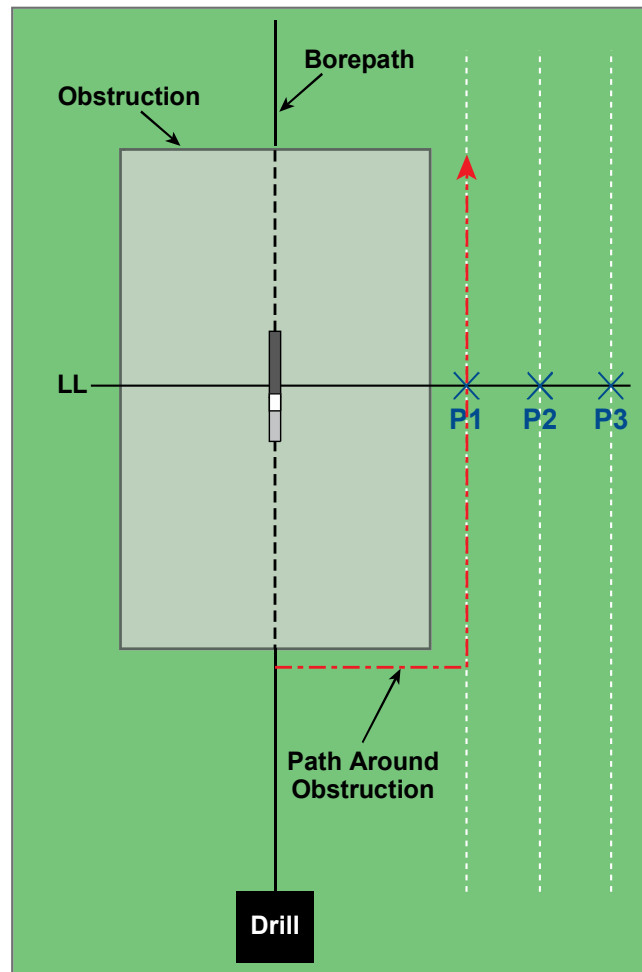 Borepath
Obstruction
LL
P1 P2 P3
Path Around
Obstruction
Drill